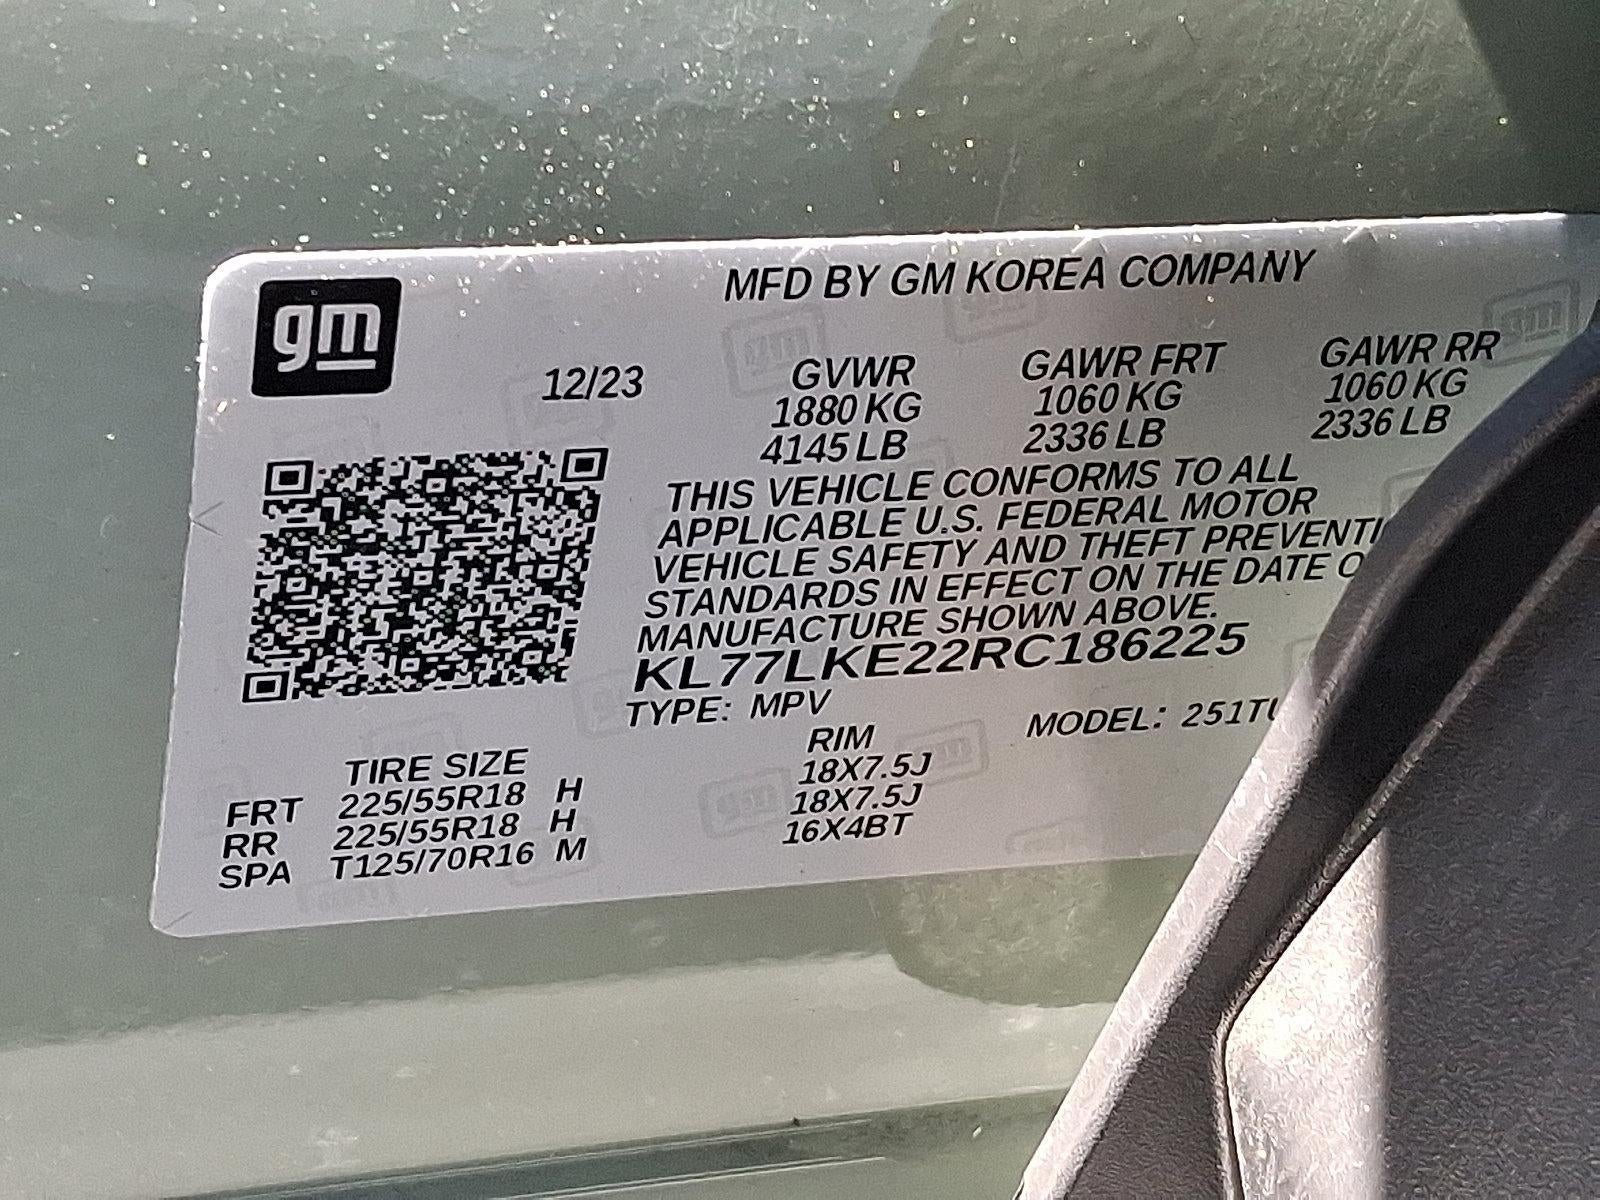 gm
MFD BY GM KOREA COMPANY
12/23
GVWR GAWR FRT GAWR RR
1880 KG 1060 KG 1060 KG
4145 LB 2336 LB 2336 LB
THIS VEHICLE CONFORMS TO ALL
APPLICABLE U.S. FEDERAL MOTOR
VEHICLE SAFETY AND THEFT PREVENTI
STANDARDS IN EFFECT ON THE DATE O
MANUFACTURE SHOWN ABOVE.
KL77LKE22RC186225
TYPE: MPV MODEL: 251TU
TIRE SIZE RIM
FRT 225/55R18 H 18X7.5J
RR 225/55R18 H 18X7.5J
SPA T125/70R16 M 16X4BT